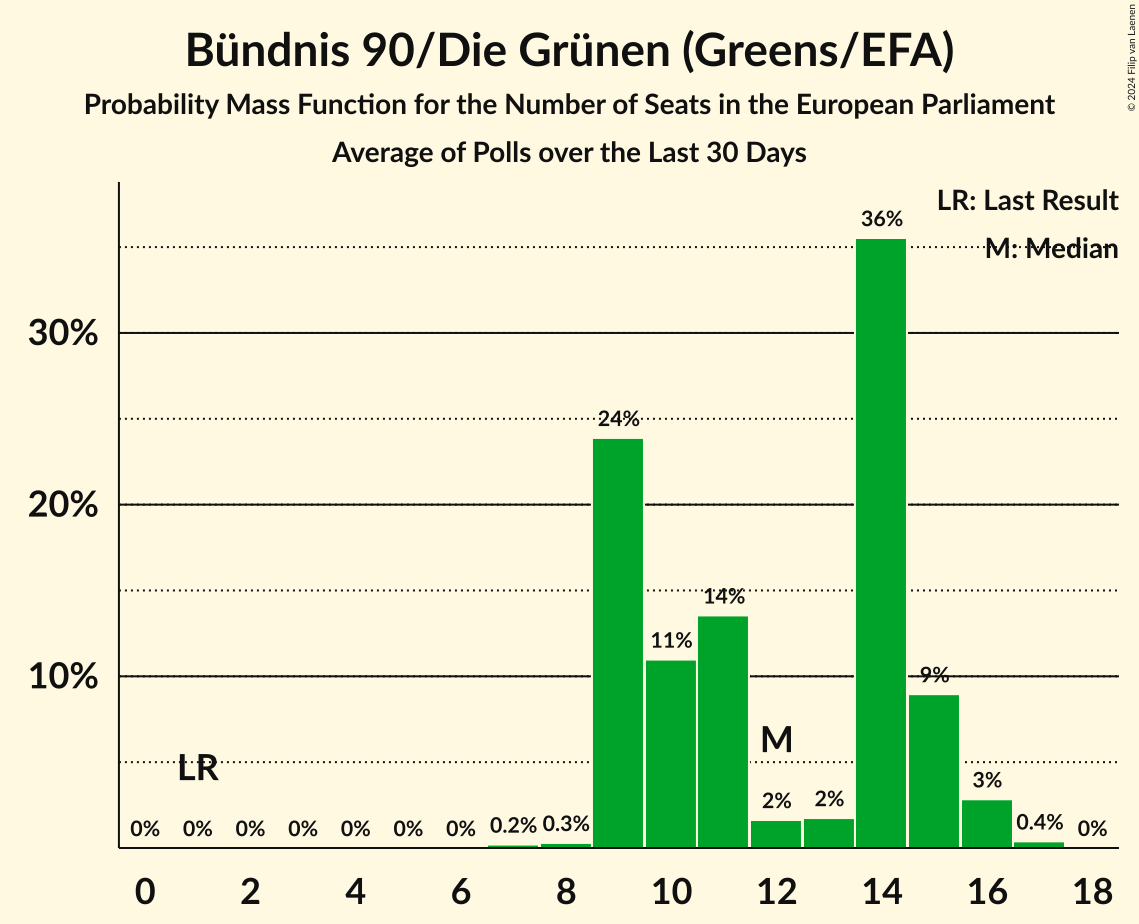 Bündnis 90/Die Grünen (Greens/EFA)
Probability Mass Function for the Number of Seats in the European Parliament
Average of Polls over the Last 30 Days
© 2024 Filip van Laenen
LR: Last Result
M: Median
30%
20%
10%
36%
24%
14%
11%
9%
M
LR
3%
2%
2%
0%
0%
0%
0%
0%
0%
0%
0.2%
0.3%
0.4%
0%
0 2 4 6 8 10 12 14 16 18